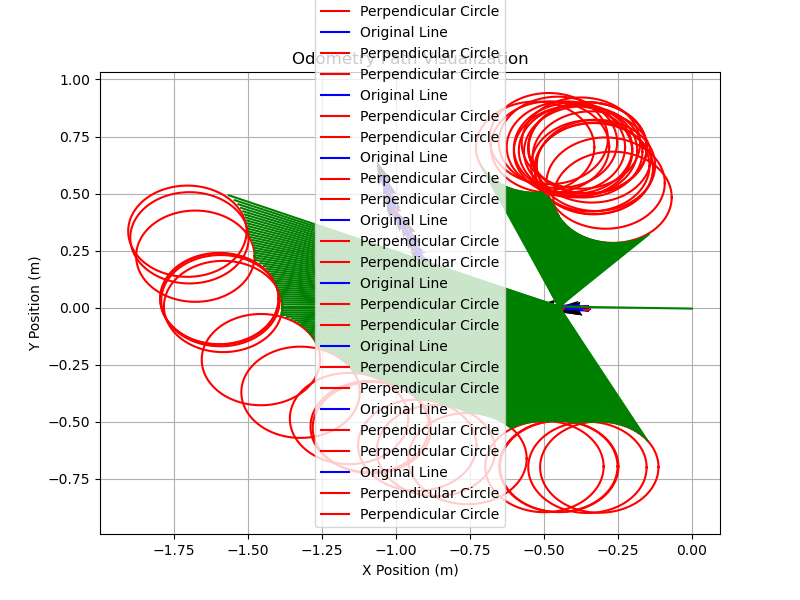 Perpendicular Circle
Original Line
Odometry Path Visualization
Perpendicular Circle
Perpendicular Circle
Original Line
Perpendicular Circle
Perpendicular Circle
Original Line
Perpendicular Circle
Perpendicular Circle
Original Line
Perpendicular Circle
Perpendicular Circle
Original Line
Perpendicular Circle
Perpendicular Circle
Original Line
Perpendicular Circle
Perpendicular Circle
Original Line
Perpendicular Circle
Perpendicular Circle
Original Line
Perpendicular Circle
Perpendicular Circle
1.00
0.75
0.50
0.25
0.00
−0.25
−0.50
−0.75
Y Position (m)
−1.75
−1.50
−1.25
−1.00
−0.75
−0.50
−0.25
0.00
X Position (m)